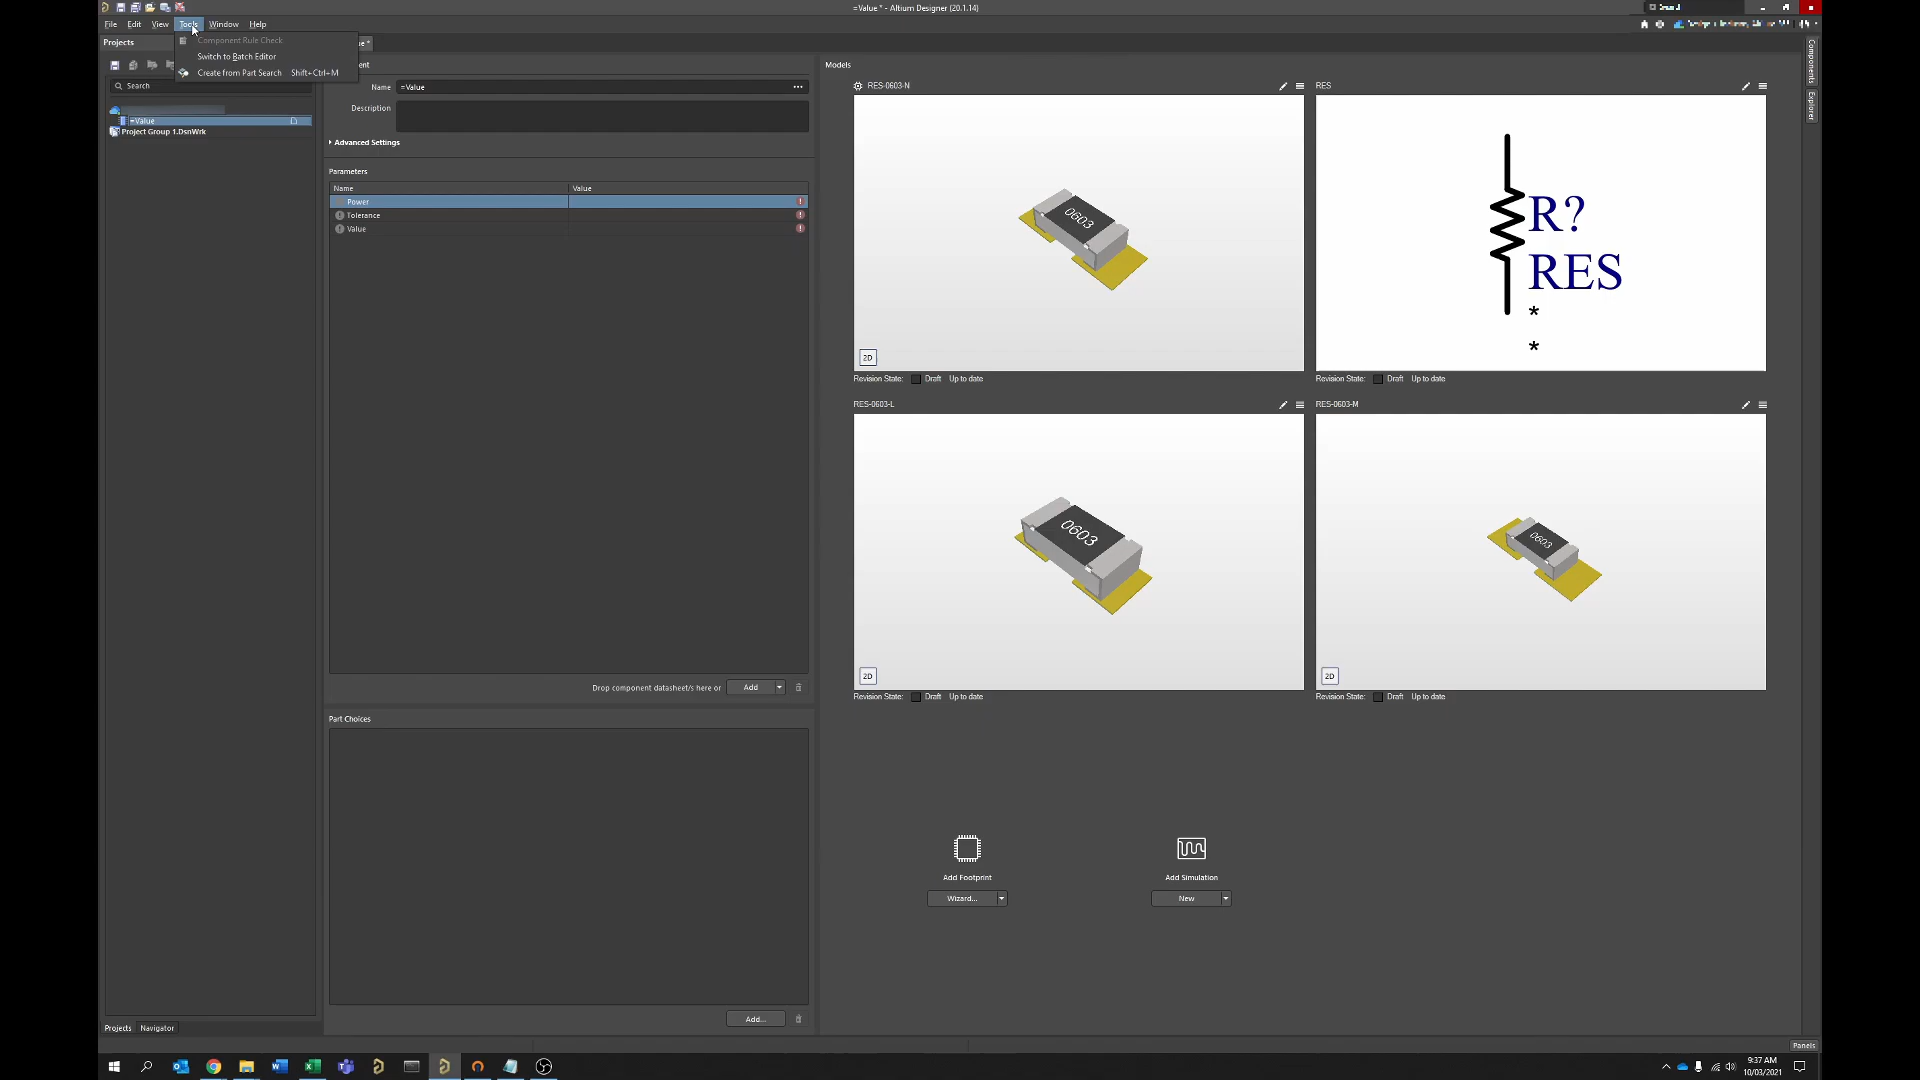 =Value * - Altium Designer (20.1.14)
File Edit View Tools Window Help
Projects
Component Rule Check
Switch to Batch Editor
Create from Part Search Shift+Ctrl+M
Search
=Value
Project Group 1.DsnWrk
Name =Value
Description
Advanced Settings
Parameters
Name Value
Power
Tolerance
Value
Drop component datasheet/s here or Add
Part Choices
Add...
Models
RES-0603-N
0603
2D
Revision State: Draft Up to date
RES
R?
RES
*
*
Revision State: Draft Up to date
RES-0603-L
0603
2D
Revision State: Draft Up to date
RES-0603-M
0603
2D
Revision State: Draft Up to date
Add Footprint
Wizard...
Add Simulation
New
Components
Explorer
Projects Navigator
Panels
9:37 AM
10/03/2021